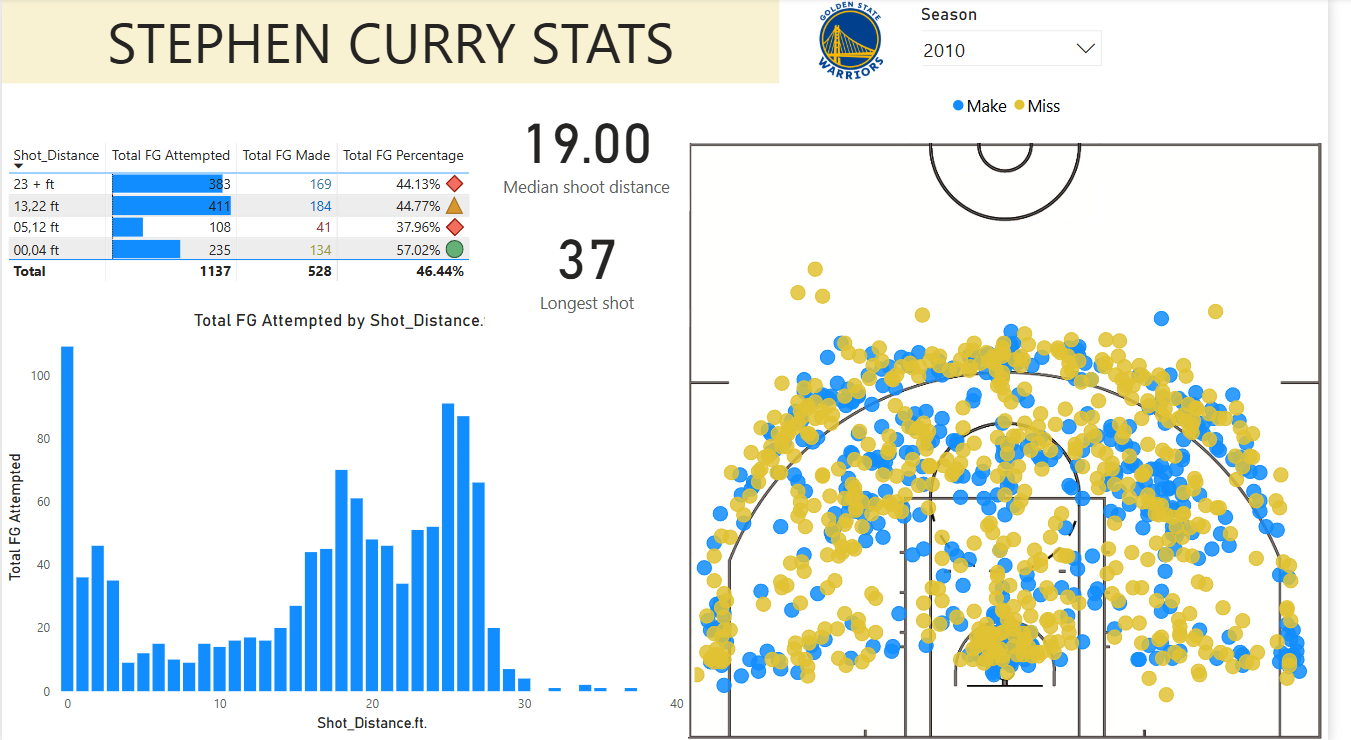 STEPHEN CURRY STATS
GOLDEN STATE
WARRIORS
Season
2010
Make Miss
Shot_Distance Total FG Attempted Total FG Made Total FG Percentage
23 + ft 383 169 44.13%
13,22 ft 411 184 44.77%
05,12 ft 108 41 37.96%
00,04 ft 235 134 57.02%
Total 1137 528 46.44%
19.00
Median shoot distance
37
Longest shot
Total FG Attempted by Shot_Distance.
Total FG Attempted
100
80
60
40
20
0
0 10 20 30 40
Shot_Distance.ft.